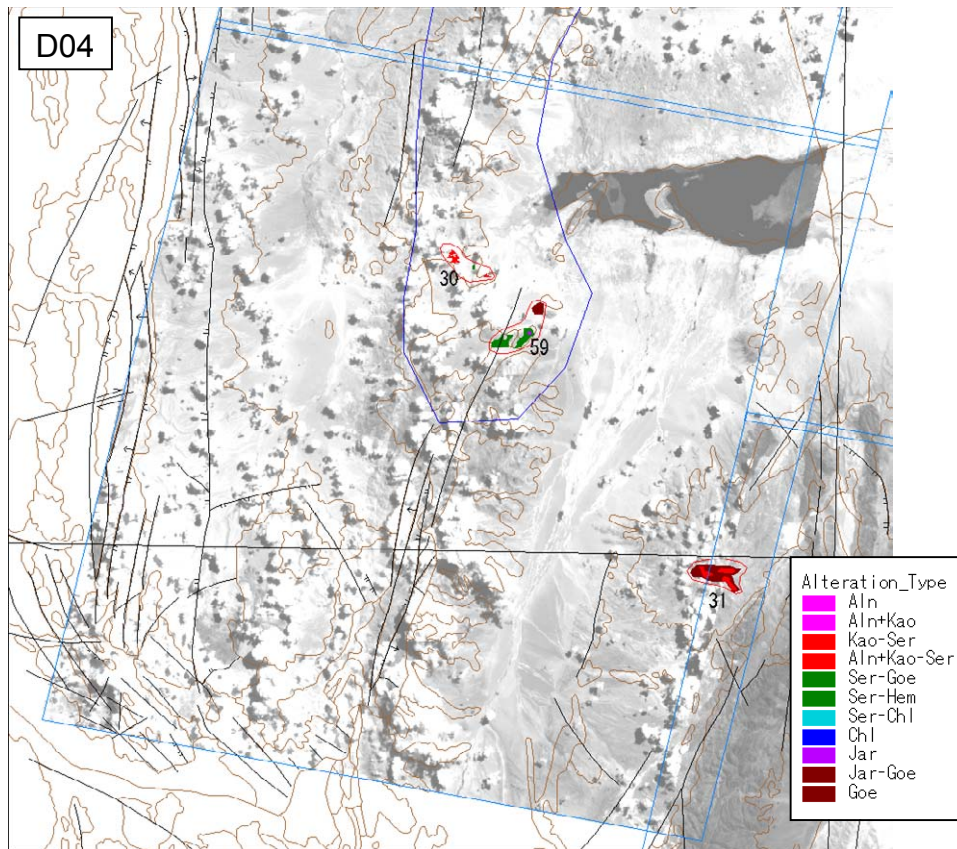 D04
30
59
31
Alteration_Type
Aln
Aln+Kao
Kao-Ser
Aln+Kao-Ser
Ser-Goe
Ser-Hem
Ser-Chl
Chl
Jar
Jar-Goe
Goe